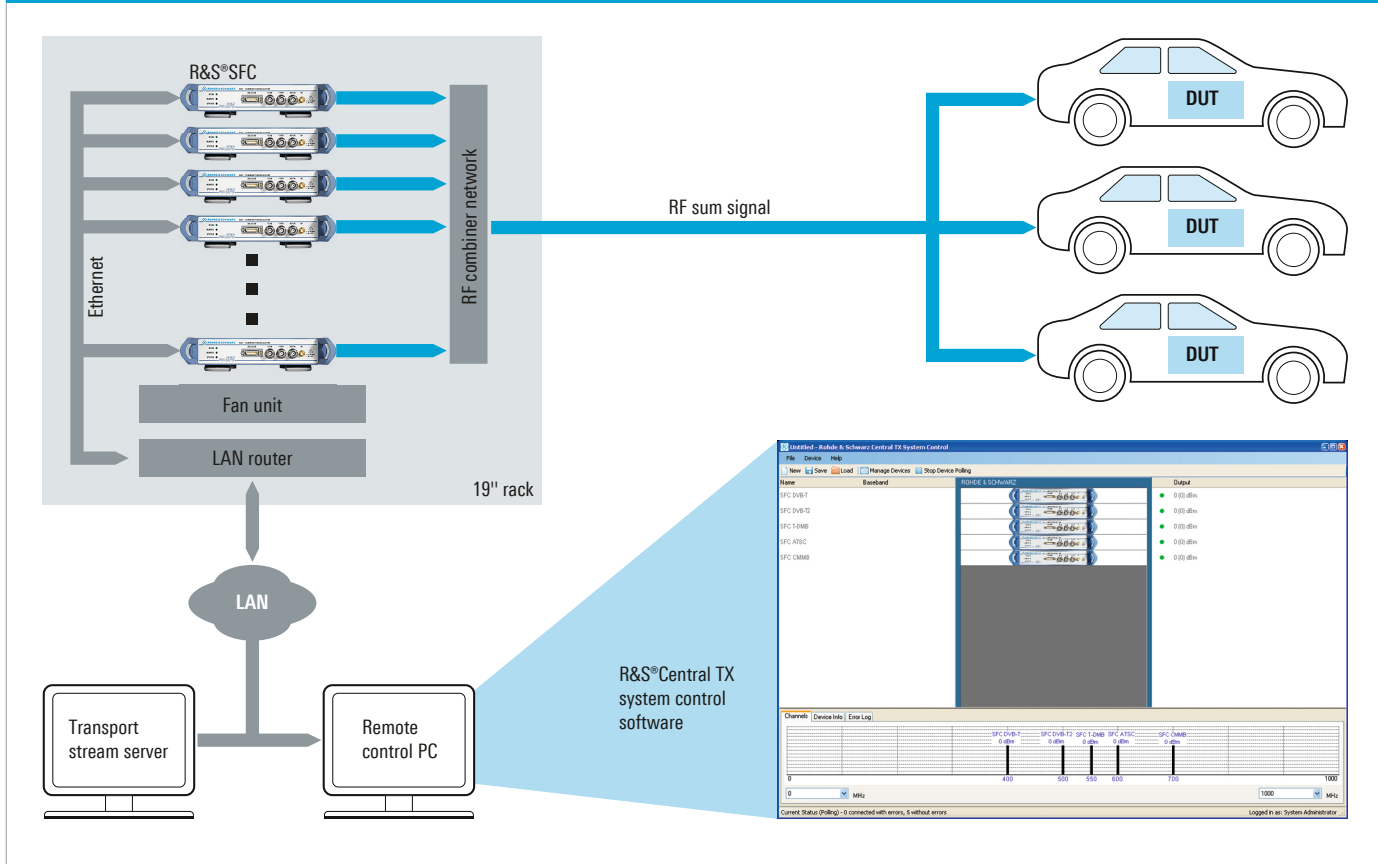 R&S®SFC
Ethernet
RF combiner network
RF sum signal
DUT
DUT
DUT
Fan unit
LAN router
19" rack
LAN
Transport
stream server
Remote
control PC
R&S®Central TX
system control
software
Untitled - Rohde & Schwarz Central TX System Control
File Device Help
New Save Load Manage Devices Stop Device Polling
Name Baseband ROHDE & SCHWARZ Output
SFC DVB-T 0 (0) dBm
SFC DVB-T2 0 (0) dBm
SFC T-DMB 0 (0) dBm
SFC ATSC 0 (0) dBm
SFC CMMB 0 (0) dBm
Channels Device Info Error Log
SFC DVB-T SFC DVB-T2 SFC T-DMB SFC ATSC SFC CMMB
0 dBm 0 dBm 0 dBm 0 dBm 0 dBm
0 400 500 550 600 700 1000
0 MHz 1000 MHz
Current Status (Polling) - 0 connected with errors, 5 without errors Logged in as: System Administrator